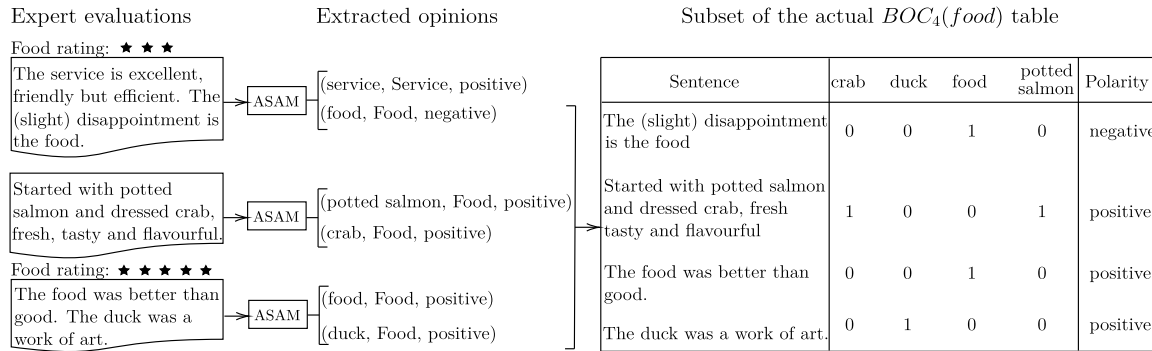 Expert evaluations
Extracted opinions
Subset of the actual BOC₄(food) table
Food rating: ★ ★ ★
The service is excellent,
friendly but efficient. The
(slight) disappointment is
the food.
ASAM
(service, Service, positive)
(food, Food, negative)
Started with potted
salmon and dressed crab,
fresh, tasty and flavourful.
ASAM
(potted salmon, Food, positive)
(crab, Food, positive)
Food rating: ★ ★ ★ ★ ★
The food was better than
good. The duck was a
work of art.
ASAM
(food, Food, positive)
(duck, Food, positive)
Sentence crab duck food potted salmon Polarity
The (slight) disappointment
is the food
0 0 1 0 negative
Started with potted salmon
and dressed crab, fresh
tasty and flavourful
1 0 0 1 positive
The food was better than
good.
0 0 1 0 positive
The duck was a work of art.
0 1 0 0 positive